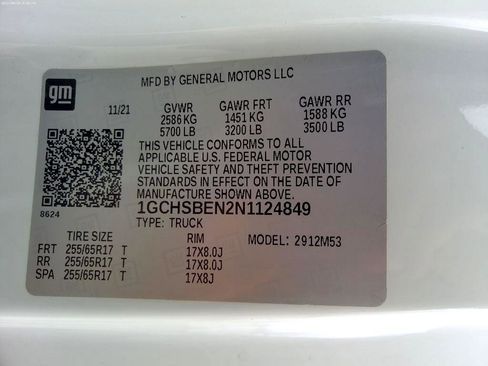 gm
MFD BY GENERAL MOTORS LLC
11/21 GVWR GAWR FRT GAWR RR
2586 KG 1451 KG 1588 KG
5700 LB 3200 LB 3500 LB
THIS VEHICLE CONFORMS TO ALL
APPLICABLE U.S. FEDERAL MOTOR
VEHICLE SAFETY AND THEFT PREVENTION
STANDARDS IN EFFECT ON THE DATE OF
MANUFACTURE SHOWN ABOVE.
8624 1GCHSBEN2N1124849
TYPE: TRUCK
TIRE SIZE RIM MODEL: 2912M53
FRT 255/65R17 T 17X8.0J
RR 255/65R17 T 17X8.0J
SPA 255/65R17 T 17X8J